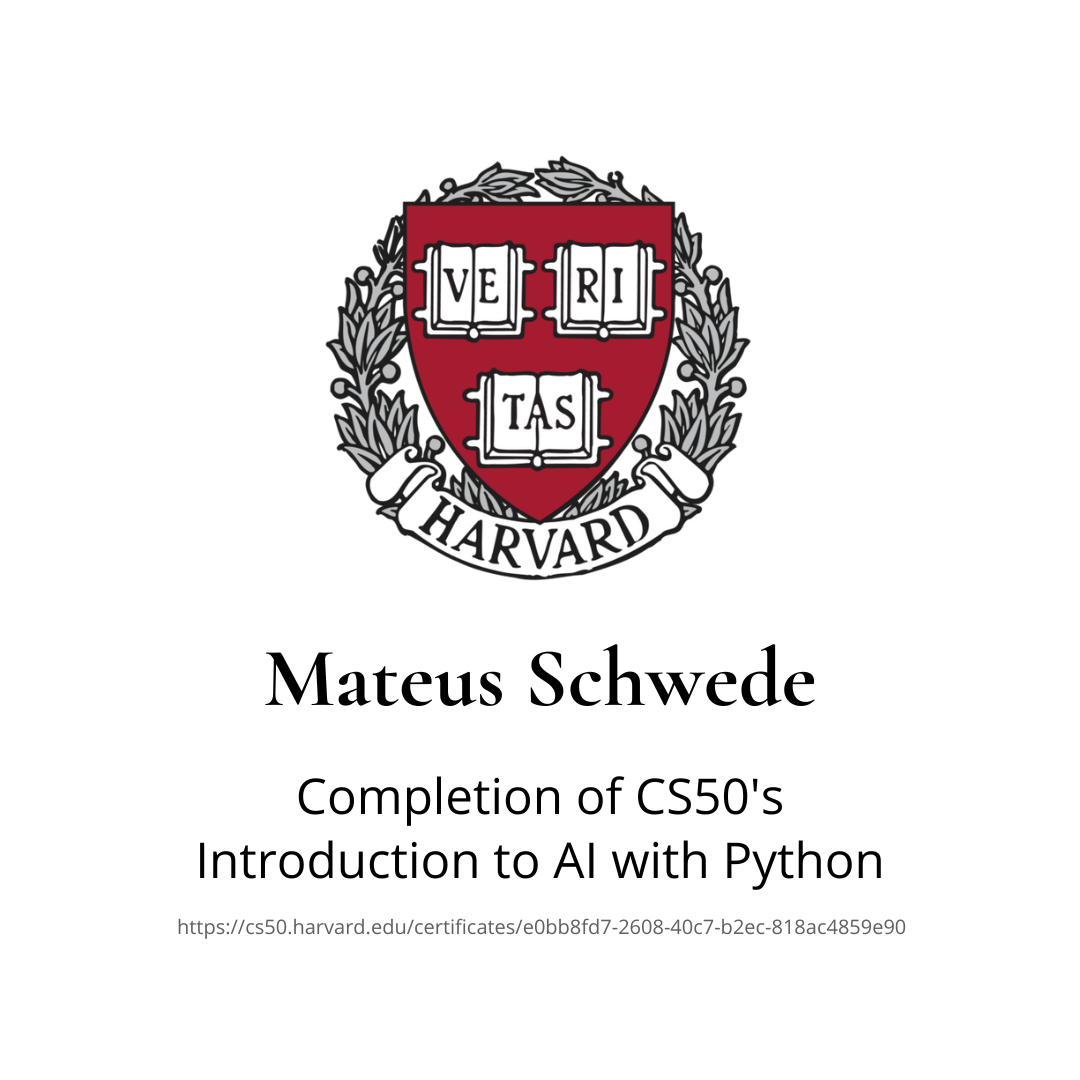 VE RI
TAS
HARVARD
Mateus Schwede
Completion of CS50's
Introduction to AI with Python
https://cs50.harvard.edu/certificates/e0bb8fd7-2608-40c7-b2ec-818ac4859e90